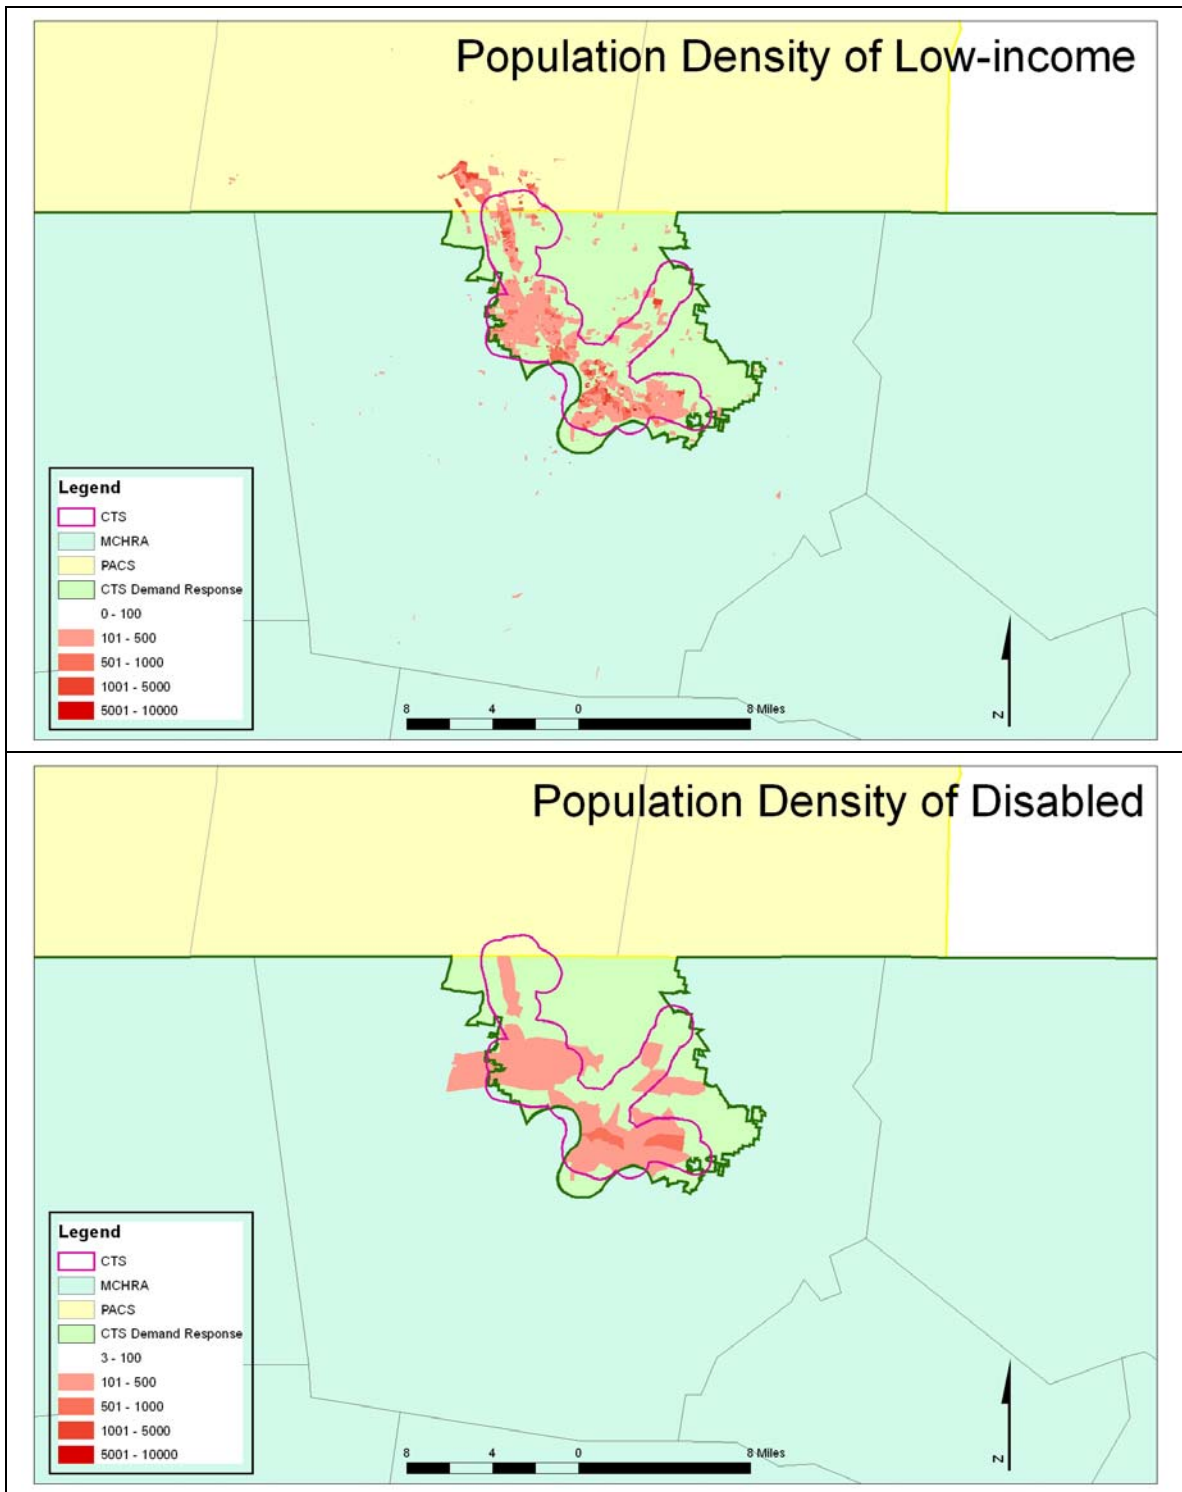 Population Density of Low-income
Legend
CTS
MCHRA
PACS
CTS Demand Response
0 - 100
101 - 500
501 - 1000
1001 - 5000
5001 - 10000
8 4 0 8 Miles
N
Population Density of Disabled
Legend
CTS
MCHRA
PACS
CTS Demand Response
3 - 100
101 - 500
501 - 1000
1001 - 5000
5001 - 10000
8 4 0 8 Miles
N